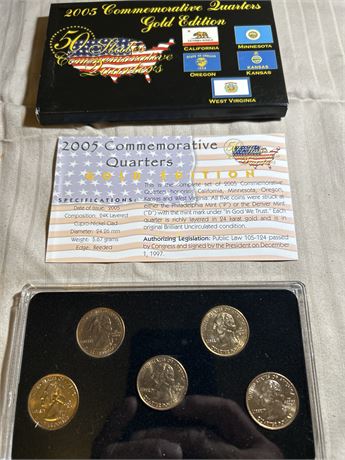 2005 Commemorative Quarters
Gold Edition
50 State
Commemorative
Quarters
CALIFORNIA
MINNESOTA
OREGON
KANSAS
WEST VIRGINIA
2005 Commemorative
Quarters
GOLD EDITION
SPECIFICATIONS:
Date of Issue: 2005
Composition: 24K Layered
Cupro-Nickel Clad
Diameter: 24.26 mm
Weight: 5.67 grams
Edge: Reeded
This is the complete set of 2005 Commemorative
Quarters honoring California, Minnesota, Oregon,
Kansas and West Virginia. All five coins were struck at
either the Philadelphia Mint ("P") or the Denver Mint
("D") with the mint mark under "In God We Trust." Each
quarter is richly layered in 24 karat gold, and is in
original Brilliant Uncirculated condition.
Authorizing Legislation: Public Law 105-124 passed
by Congress and signed by the President on December
1, 1997.